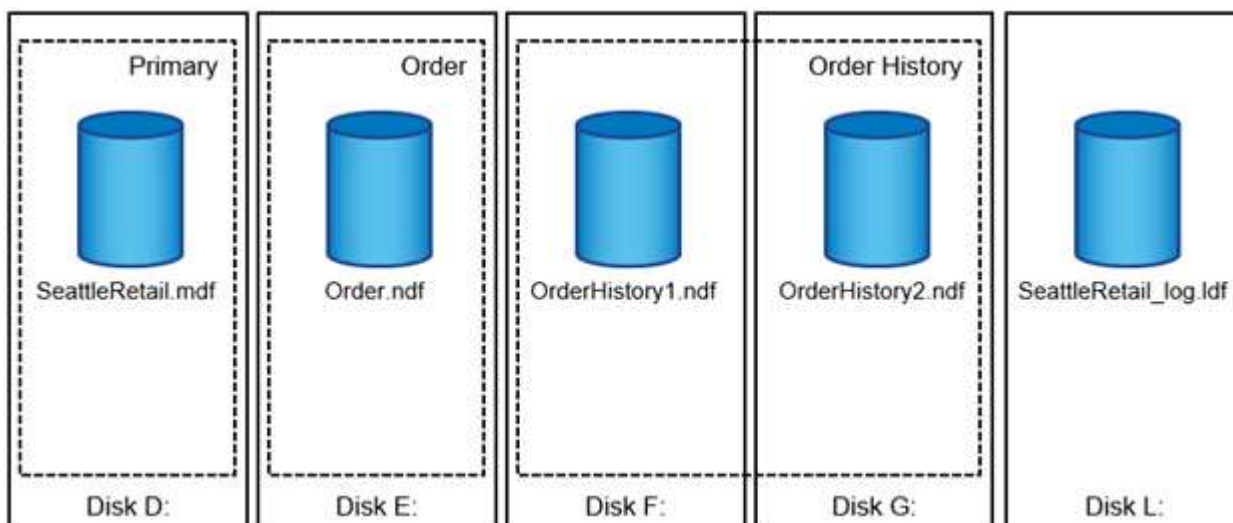 Primary
Order
Order History
SeattleRetail.mdf
Order.ndf
OrderHistory1.ndf
OrderHistory2.ndf
SeattleRetail_log.ldf
Disk D:
Disk E:
Disk F:
Disk G:
Disk L: